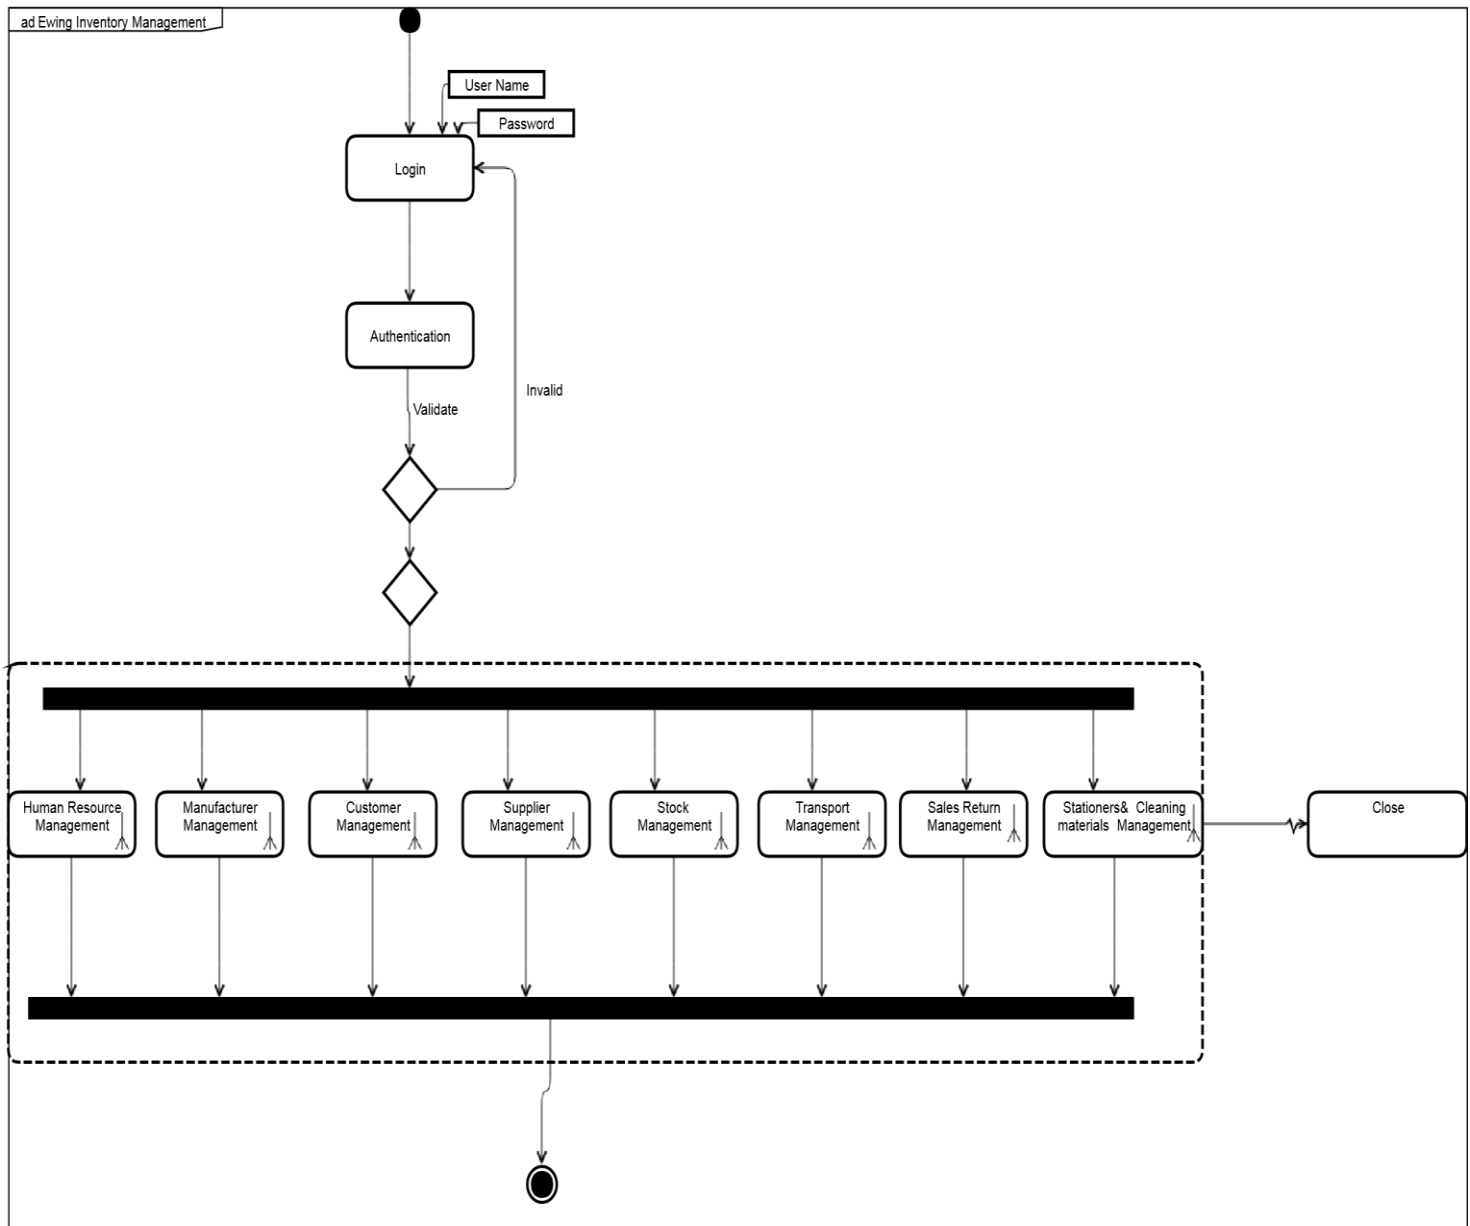 ad Ewing Inventory Management
User Name
Password
Login
Authentication
Invalid
Validate
Human Resource
Management
Manufacturer
Management
Customer
Management
Supplier
Management
Stock
Management
Transport
Management
Sales Return
Management
Stationers& Cleaning
materials Management
Close